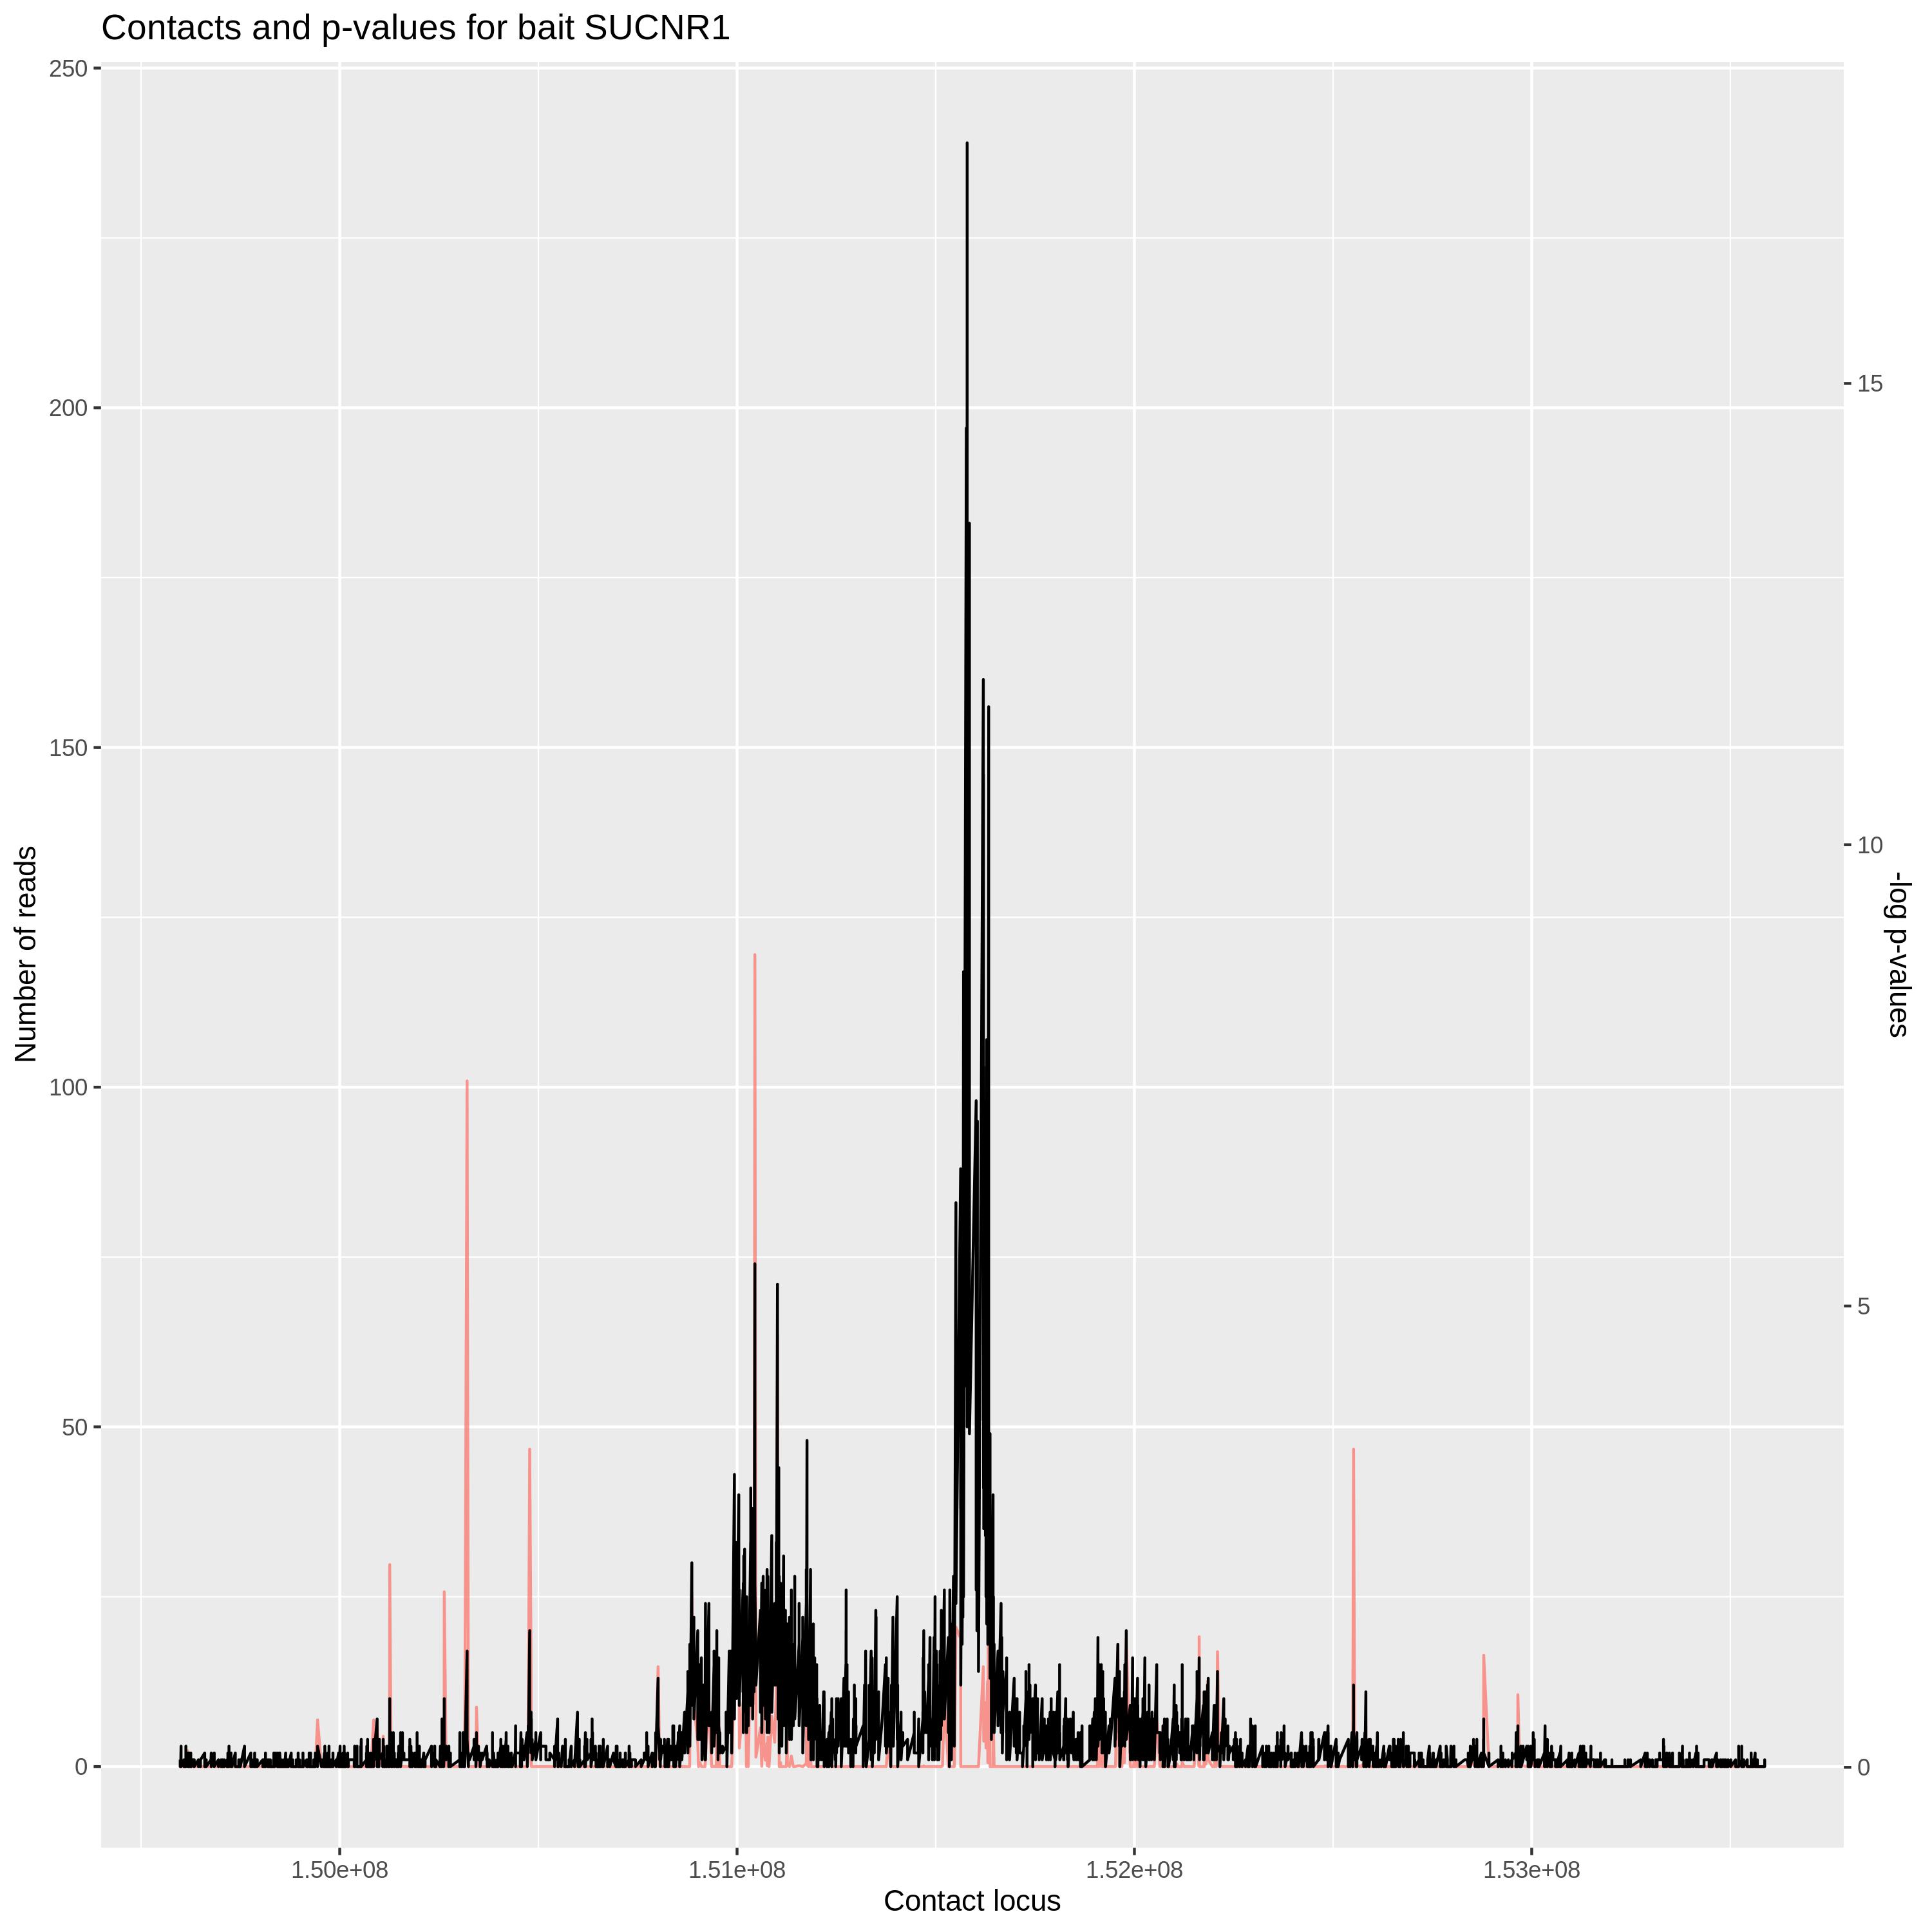 Contacts and p-values for bait SUCNR1
250
200
150
100
50
0
Number of reads
15
10
5
0
-log p-values
1.50e+08 1.51e+08 1.52e+08 1.53e+08
Contact locus